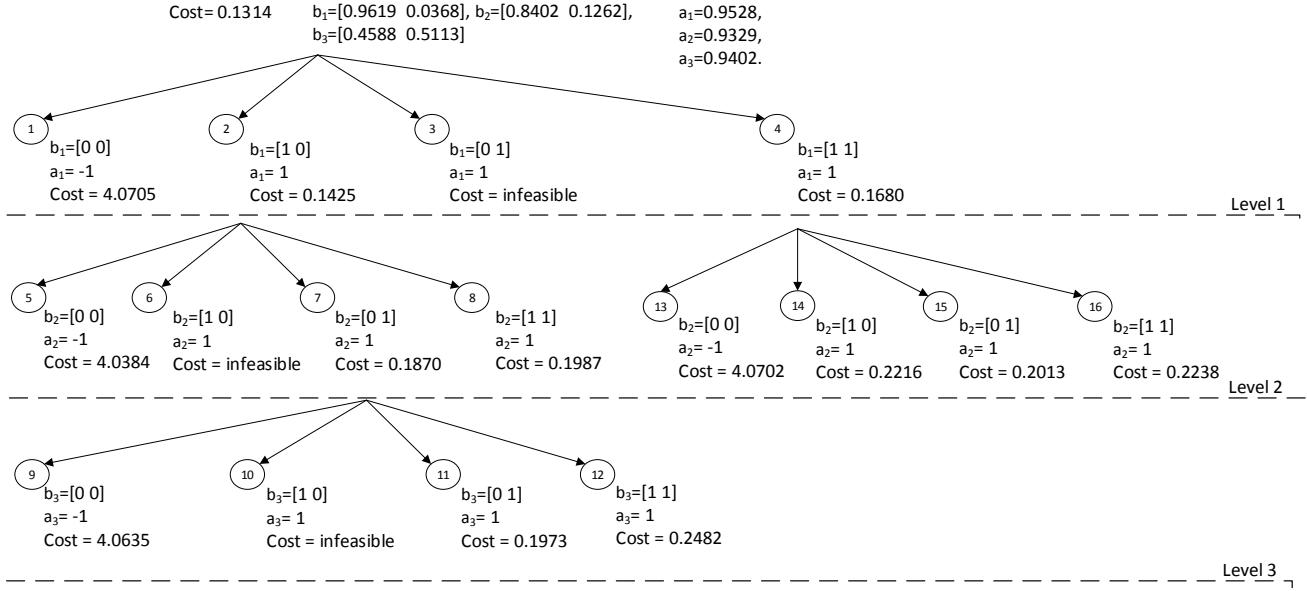 Cost= 0.1314
b₁=[0.9619 0.0368], b₂=[0.8402 0.1262],
b₃=[0.4588 0.5113]
a₁=0.9528,
a₂=0.9329,
a₃=0.9402.
1
b₁=[0 0]
a₁= -1
Cost = 4.0705
2
b₁=[1 0]
a₁= 1
Cost = 0.1425
3
b₁=[0 1]
a₁= 1
Cost = infeasible
4
b₁=[1 1]
a₁= 1
Cost = 0.1680
Level 1
5
b₂=[0 0]
a₂= -1
Cost = 4.0384
6
b₂=[1 0]
a₂= 1
Cost = infeasible
7
b₂=[0 1]
a₂= 1
Cost = 0.1870
8
b₂=[1 1]
a₂= 1
Cost = 0.1987
13
b₂=[0 0]
a₂= -1
Cost = 4.0702
14
b₂=[1 0]
a₂= 1
Cost = 0.2216
15
b₂=[0 1]
a₂= 1
Cost = 0.2013
16
b₂=[1 1]
a₂= 1
Cost = 0.2238
Level 2
9
b₃=[0 0]
a₃= -1
Cost = 4.0635
10
b₃=[1 0]
a₃= 1
Cost = infeasible
11
b₃=[0 1]
a₃= 1
Cost = 0.1973
12
b₃=[1 1]
a₃= 1
Cost = 0.2482
Level 3